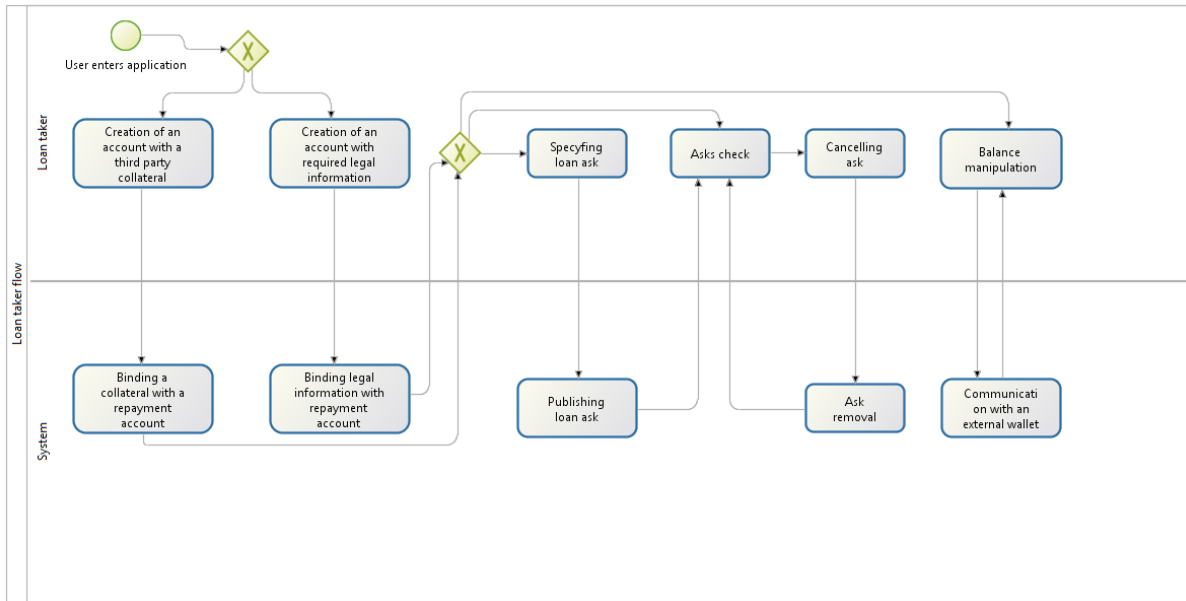 Loan taker flow
Loan taker
User enters application
Creation of an
account with a
third party
collateral
Creation of an
account with
required legal
information
Specyfing
loan ask
Asks check
Cancelling
ask
Balance
manipulation
System
Binding a
collateral with a
repayment
account
Binding legal
information with
repayment
account
Publishing
loan ask
Ask
removal
Communicati
on with an
external wallet